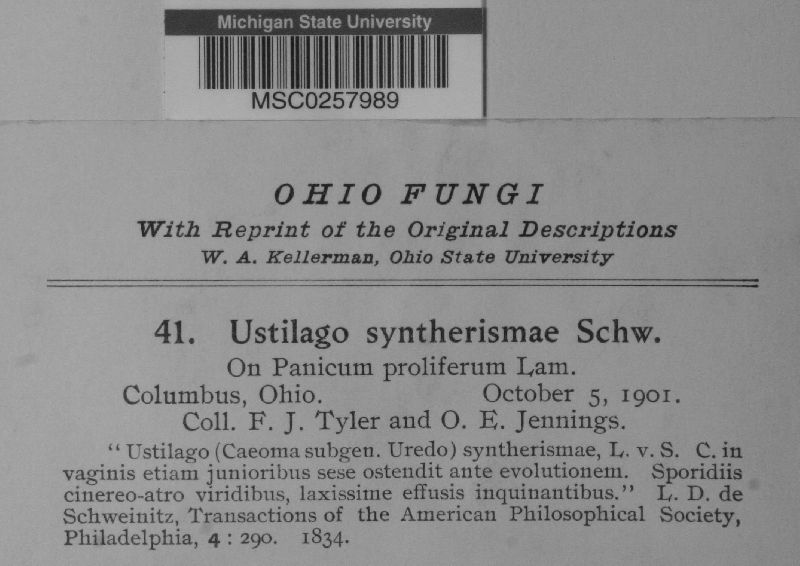 Michigan State University
MSC0257989
OHIO FUNGI
With Reprint of the Original Descriptions
W. A. Kellerman, Ohio State University
41. Ustilago syntherismae Schw.
On Panicum proliferum Lam.
Columbus, Ohio. October 5, 1901.
Coll. F. J. Tyler and O. E. Jennings.
" Ustilago (Caeoma subgen. Uredo) syntherismae, L. v. S. C. in
vaginis etiam junioribus sese ostendit ante evolutionem. Sporidiis
cinereo-atro viridibus, laxissime effusis inquinantibus." L. D. de
Schweinitz, Transactions of the American Philosophical Society,
Philadelphia, 4 : 290. 1834.